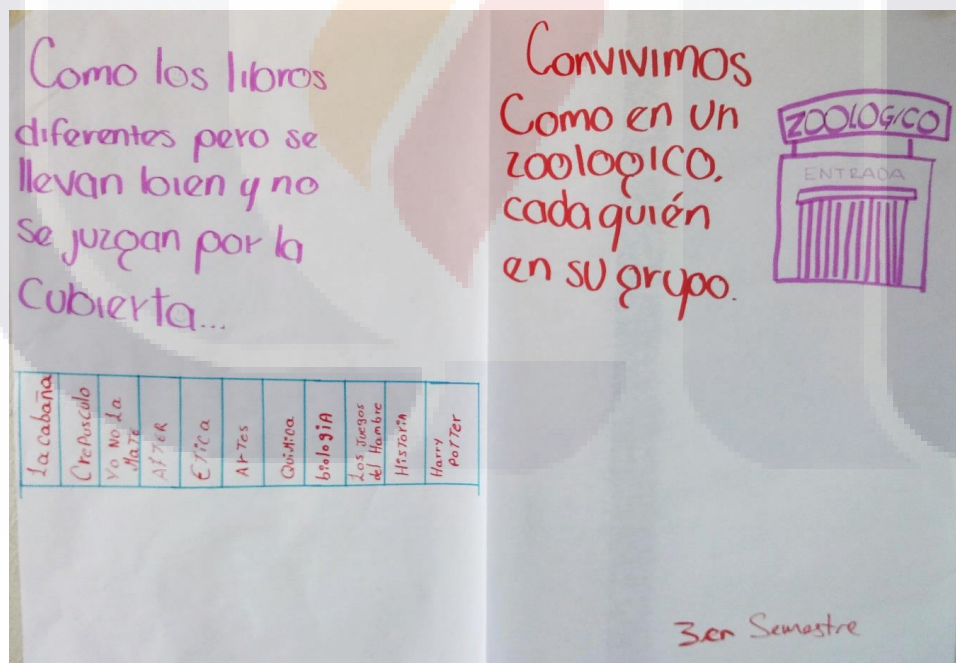 Como los libros
diferentes pero se
llevan bien y no
se juzgan por la
Cubierta...
La cabaña
Crepusculo
Yo No La
Mate
AFTER
Etica
Artes
Quimica
biologiA
Los Juegos
del Hambre
HistoriA
Harry
Porter
Convivimos
Como en un
zoologico,
cada quién
en su grupo.
ZOOLOGICO
ENTRADA
3er Semestre